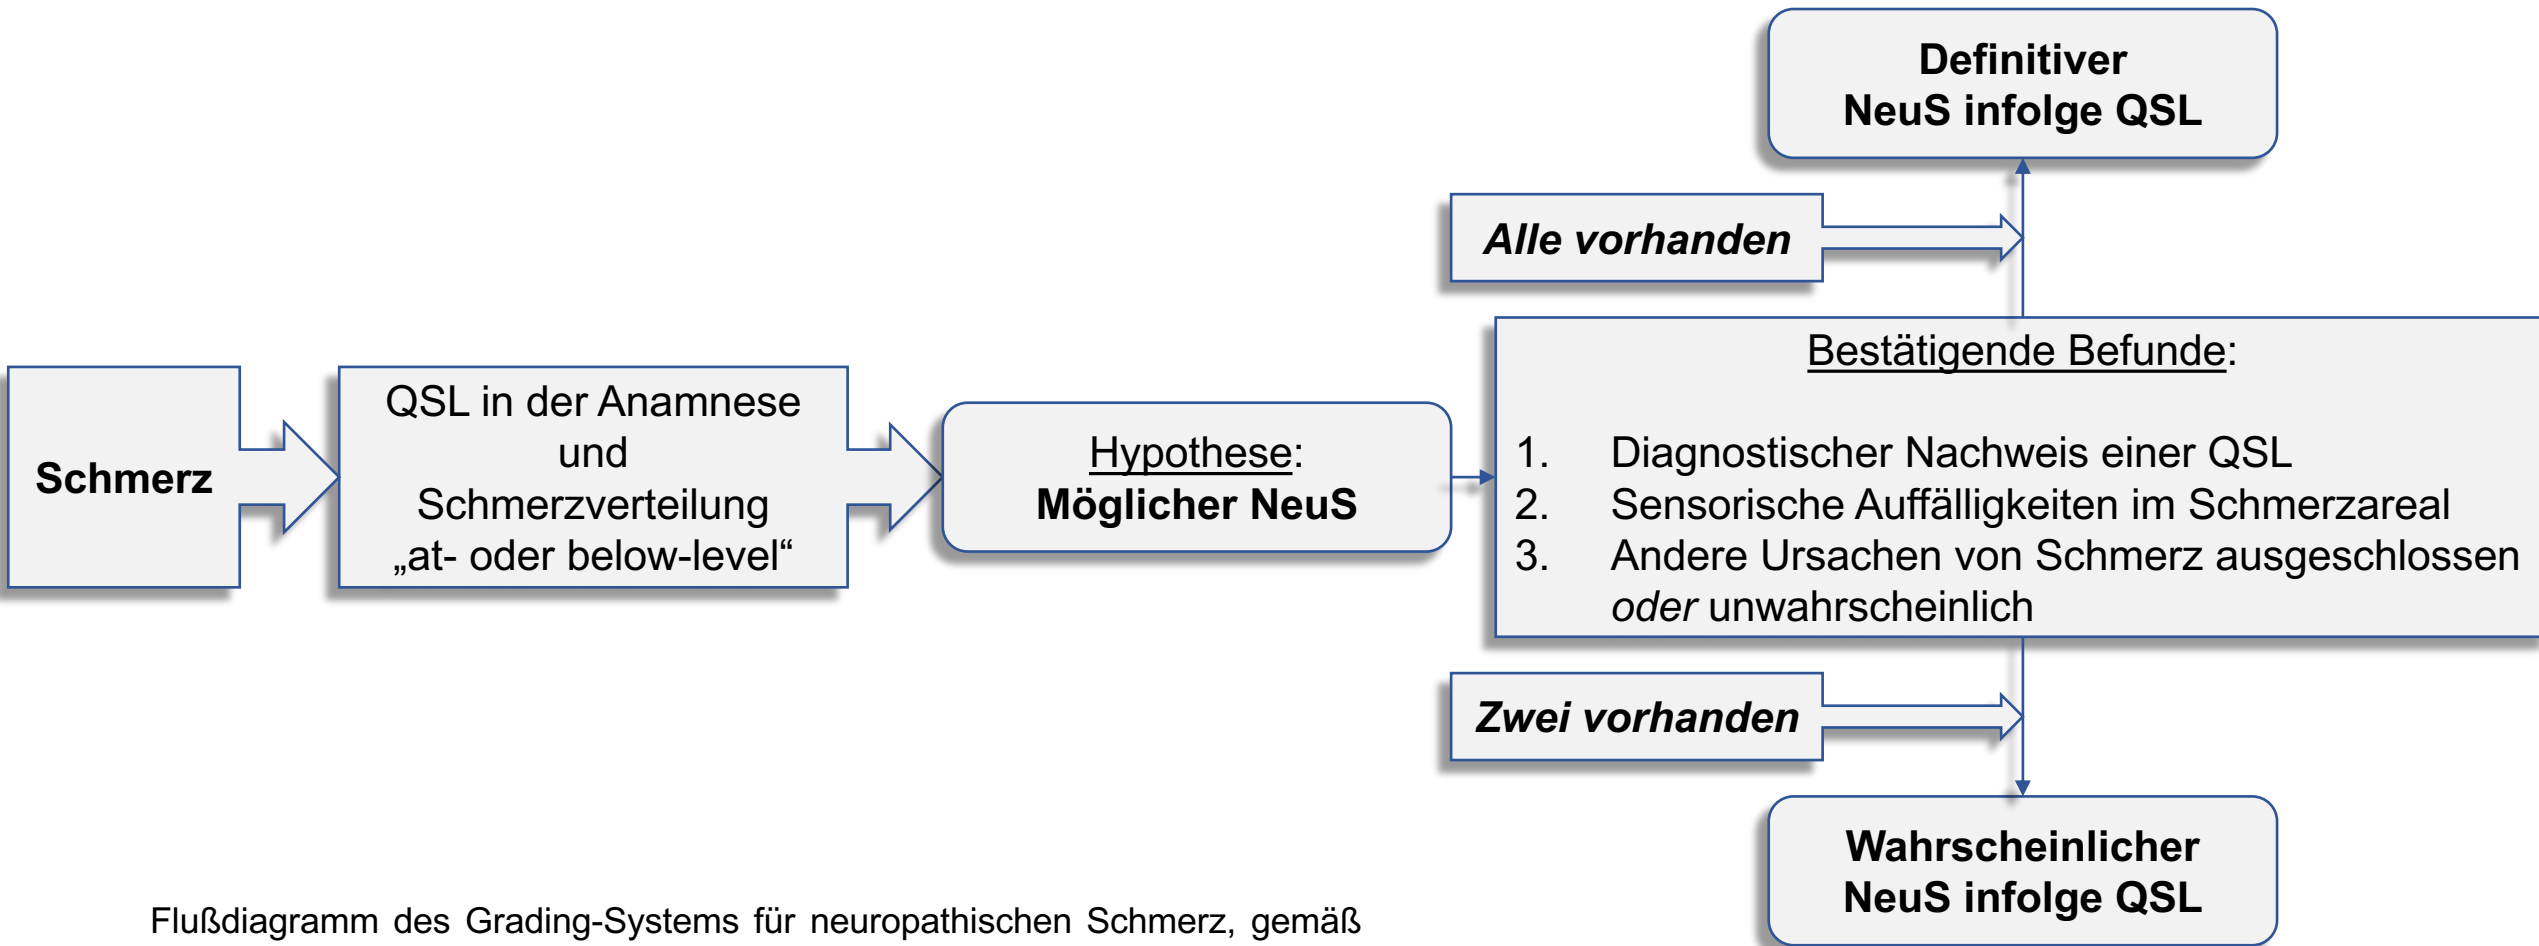 Definitiver
NeuS infolge QSL
Alle vorhanden
Schmerz
QSL in der Anamnese
und
Schmerzverteilung
„at- oder below-level“
Hypothese:
Möglicher NeuS
Bestätigende Befunde:
1. Diagnostischer Nachweis einer QSL
2. Sensorische Auffälligkeiten im Schmerzareal
3. Andere Ursachen von Schmerz ausgeschlossen
oder unwahrscheinlich
Zwei vorhanden
Wahrscheinlicher
NeuS infolge QSL
Flußdiagramm des Grading-Systems für neuropathischen Schmerz, gemäß